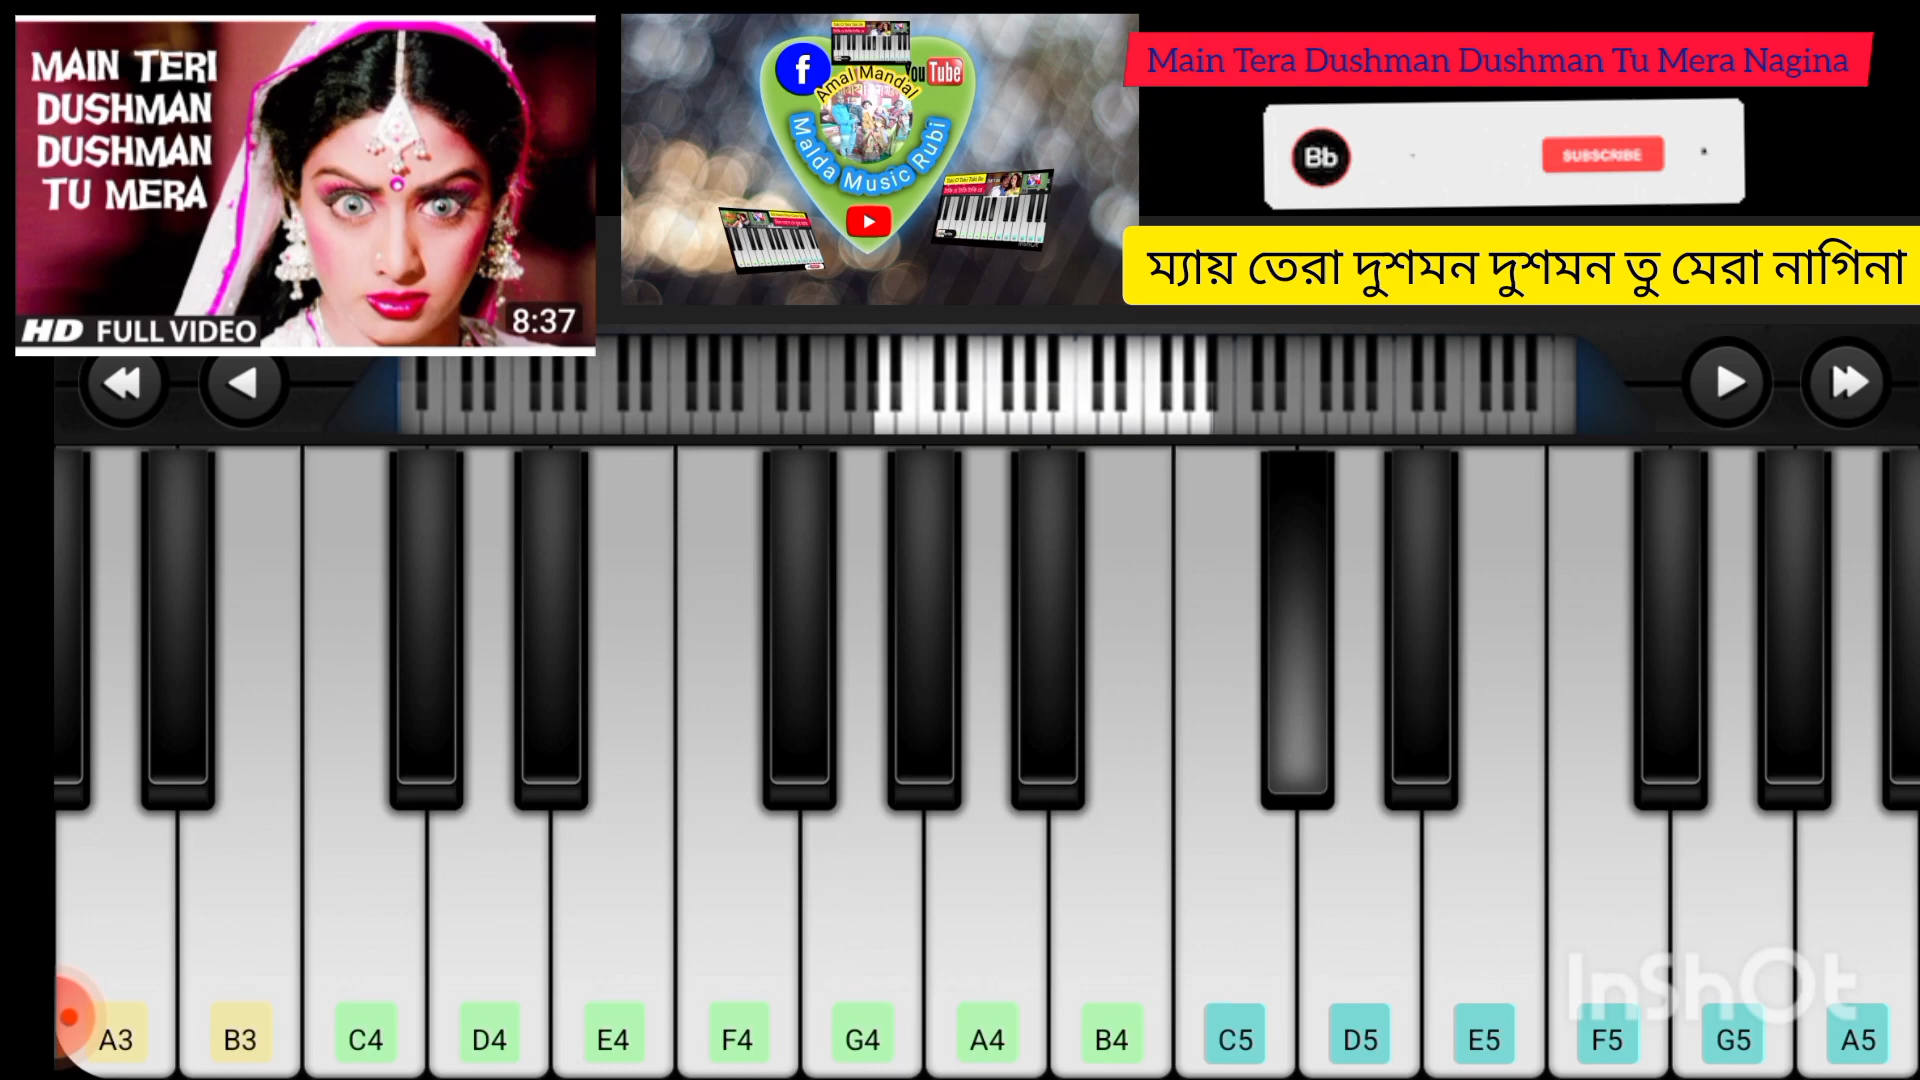 MAIN TERI
DUSHMAN
DUSHMAN
TU MERA
HD FULL VIDEO
8:37
f
YouTube
Amal Mandal
Malda Music Rubi
Main Tera Dushman Dushman Tu Mera Nagina
Bb
SUBSCRIBE
ম্যায় তেরা দুশমন দুশমন তু মেরা নাগিনা
InShOt
A3 B3 C4 D4 E4 F4 G4 A4 B4 C5 D5 E5 F5 G5 A5